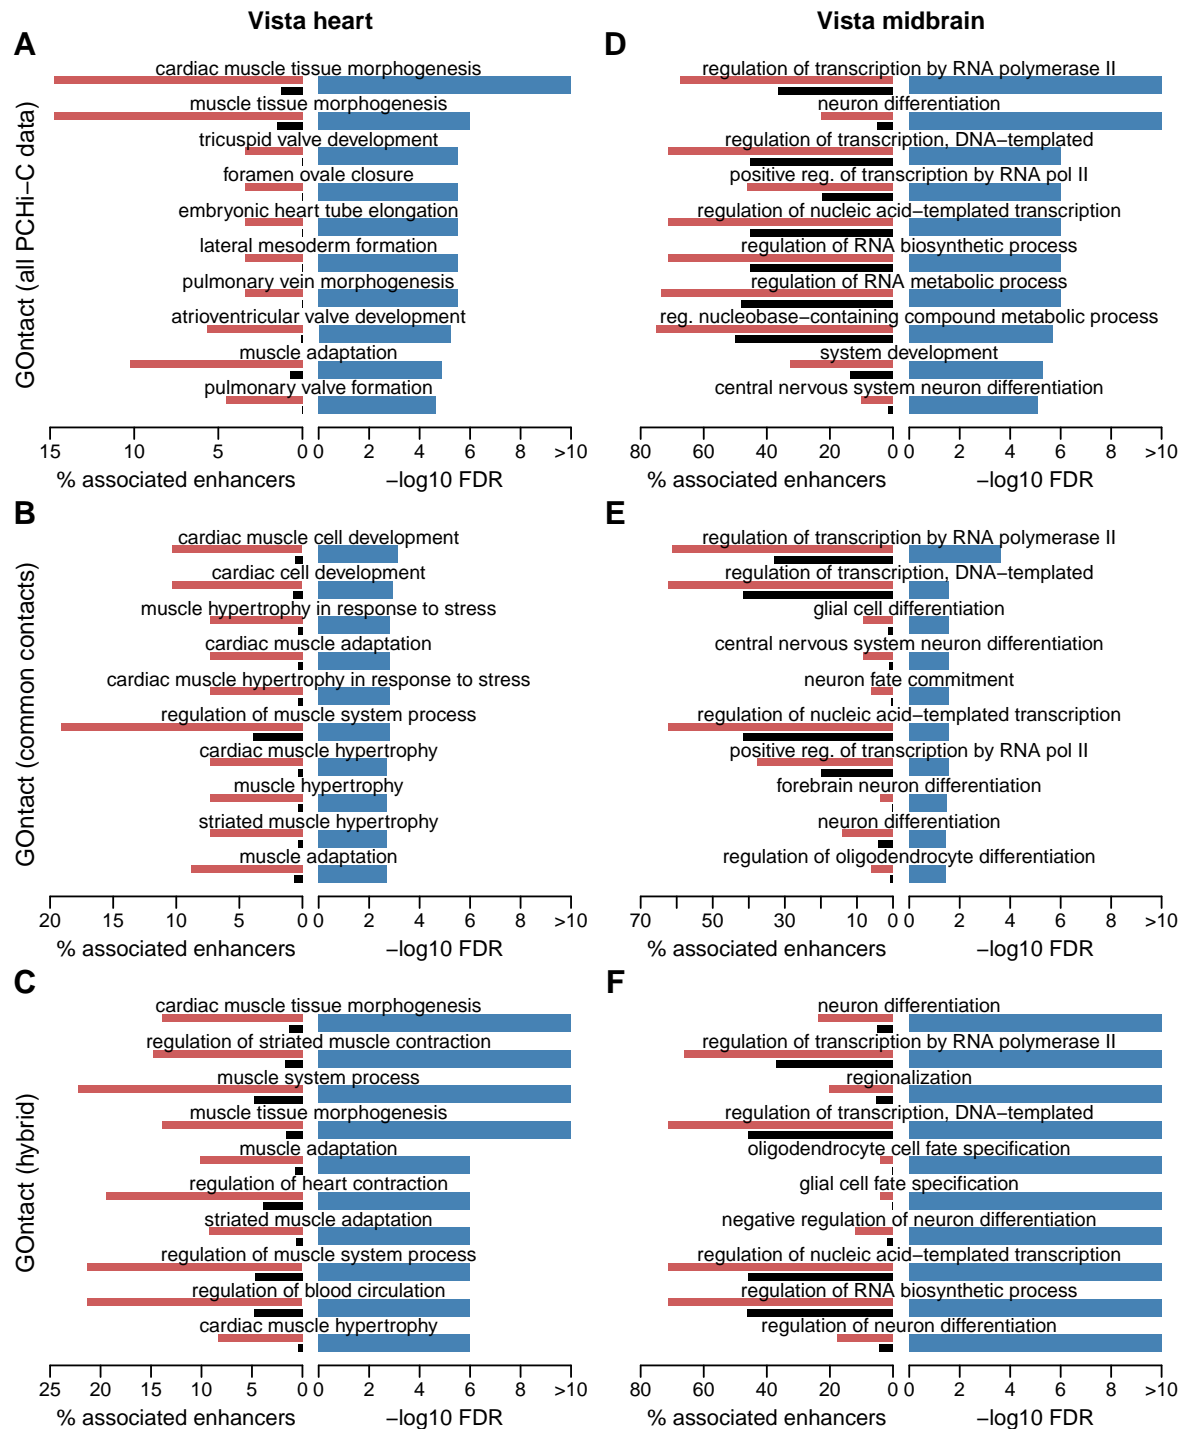 Vista heart
A
GOntact (all PCHi−C data)
cardiac muscle tissue morphogenesis
muscle tissue morphogenesis
tricuspid valve development
foramen ovale closure
embryonic heart tube elongation
lateral mesoderm formation
pulmonary vein morphogenesis
atrioventricular valve development
muscle adaptation
pulmonary valve formation
15 10 5 0 0 2 4 6 8 >10
% associated enhancers −log10 FDR
B
GOntact (common contacts)
cardiac muscle cell development
cardiac cell development
muscle hypertrophy in response to stress
cardiac muscle adaptation
cardiac muscle hypertrophy in response to stress
regulation of muscle system process
cardiac muscle hypertrophy
muscle hypertrophy
striated muscle hypertrophy
muscle adaptation
20 15 10 5 0 0 2 4 6 8 >10
% associated enhancers −log10 FDR
C
GOntact (hybrid)
cardiac muscle tissue morphogenesis
regulation of striated muscle contraction
muscle system process
muscle tissue morphogenesis
muscle adaptation
regulation of heart contraction
striated muscle adaptation
regulation of muscle system process
regulation of blood circulation
cardiac muscle hypertrophy
25 20 15 10 5 0 0 2 4 6 8 >10
% associated enhancers −log10 FDR
Vista midbrain
D
regulation of transcription by RNA polymerase II
neuron differentiation
regulation of transcription, DNA−templated
positive reg. of transcription by RNA pol II
regulation of nucleic acid−templated transcription
regulation of RNA biosynthetic process
regulation of RNA metabolic process
reg. nucleobase−containing compound metabolic process
system development
central nervous system neuron differentiation
80 60 40 20 0 0 2 4 6 8 >10
% associated enhancers −log10 FDR
E
regulation of transcription by RNA polymerase II
regulation of transcription, DNA−templated
glial cell differentiation
central nervous system neuron differentiation
neuron fate commitment
regulation of nucleic acid−templated transcription
positive reg. of transcription by RNA pol II
forebrain neuron differentiation
neuron differentiation
regulation of oligodendrocyte differentiation
70 50 30 10 0 0 2 4 6 8 >10
% associated enhancers −log10 FDR
F
neuron differentiation
regulation of transcription by RNA polymerase II
regionalization
regulation of transcription, DNA−templated
oligodendrocyte cell fate specification
glial cell fate specification
negative regulation of neuron differentiation
regulation of nucleic acid−templated transcription
regulation of RNA biosynthetic process
regulation of neuron differentiation
80 60 40 20 0 0 2 4 6 8 >10
% associated enhancers −log10 FDR